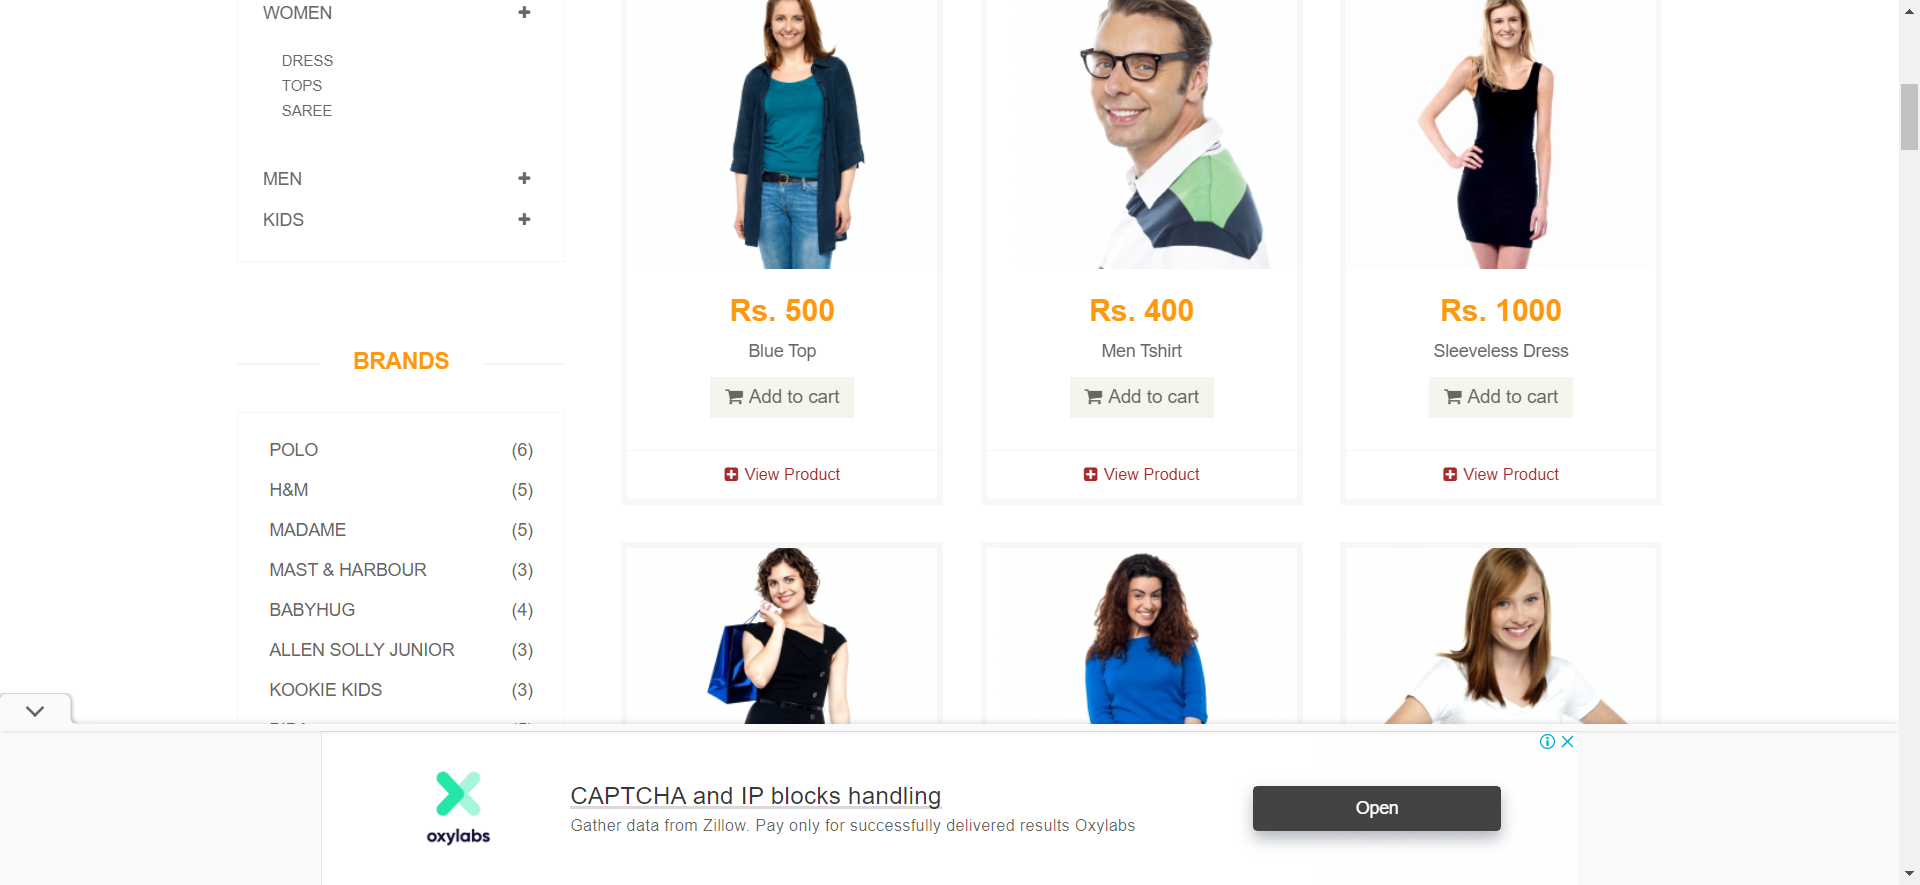 WOMEN
DRESS
TOPS
SAREE
MEN
KIDS
BRANDS
POLO (6)
H&M (5)
MADAME (5)
MAST & HARBOUR (3)
BABYHUG (4)
ALLEN SOLLY JUNIOR (3)
KOOKIE KIDS (3)
Rs. 500
Blue Top
Add to cart
View Product
Rs. 400
Men Tshirt
Add to cart
View Product
Rs. 1000
Sleeveless Dress
Add to cart
View Product
oxylabs
CAPTCHA and IP blocks handling
Gather data from Zillow. Pay only for successfully delivered results Oxylabs
Open